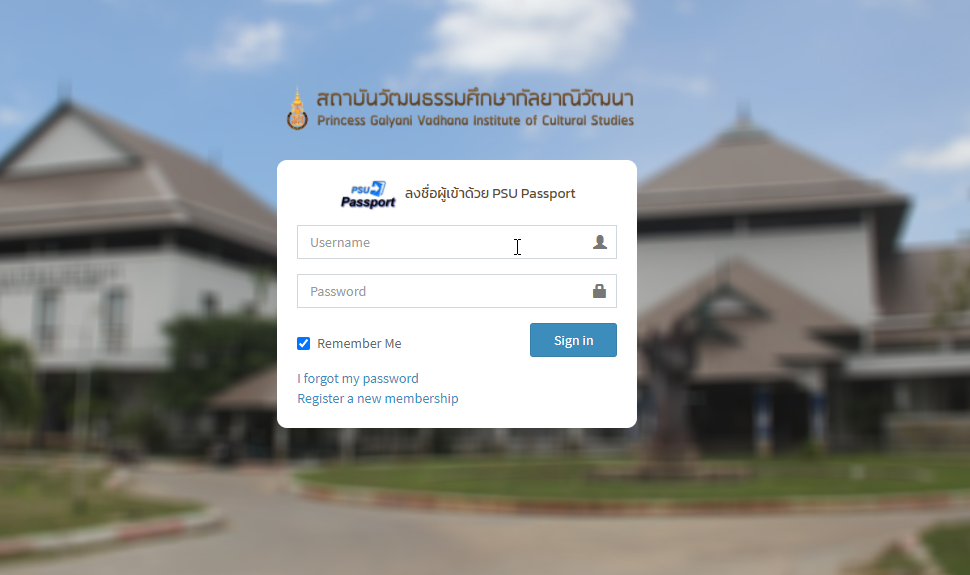 สถาบันวัฒนธรรมศึกษากัลยาณิวัฒนา
Princess Galyani Vadhana Institute of Cultural Studies
PSU
Passport
ลงชื่อผู้เข้าด้วย PSU Passport
Username
Password
Remember Me
Sign in
I forgot my password
Register a new membership